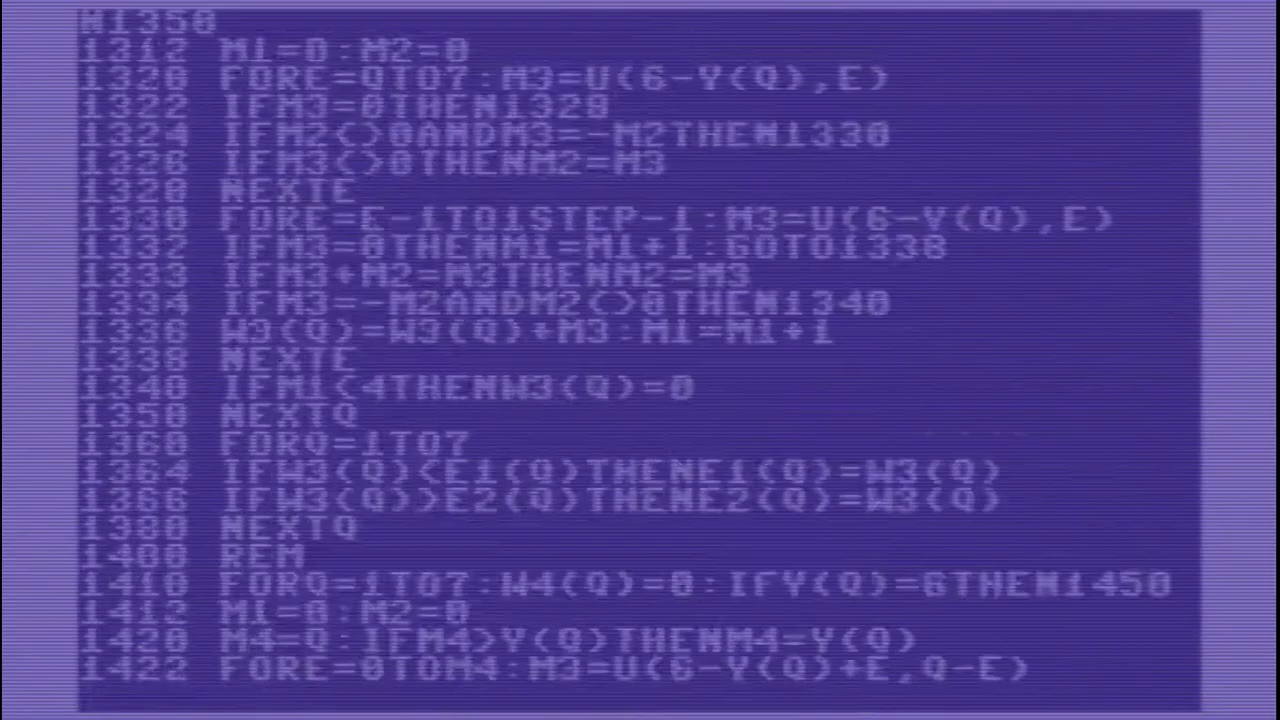 N1350
1312 M1=0:M2=0
1320 FORE=QTO7:M3=U(6-Y(Q),E)
1322 IFM3=0THEN1328
1324 IFM2<>0ANDM3=-M2THEN1330
1326 IFM3<>0THENM2=M3
1328 NEXTE
1330 FORE=E-1TO1STEP-1:M3=U(6-Y(Q),E)
1332 IFM3=0THENM1=M1+1:GOTO1338
1333 IFM3+M2=M3THENM2=M3
1334 IFM3=-M2ANDM2<>0THEN1340
1336 W3(Q)=W3(Q)+M3:M1=M1+1
1338 NEXTE
1340 IFM1<4THENW3(Q)=0
1350 NEXTQ
1360 FORQ=1TO7
1364 IFW3(Q)<E1(Q)THENE1(Q)=W3(Q)
1366 IFW3(Q)>E2(Q)THENE2(Q)=W3(Q)
1380 NEXTQ
1400 REM
1410 FORQ=1TO7:W4(Q)=0:IFY(Q)=6THEN1450
1412 M1=0:M2=0
1420 M4=Q:IFM4>Y(Q)THENM4=Y(Q)
1422 FORE=0TOM4:M3=U(6-Y(Q)+E,Q-E)